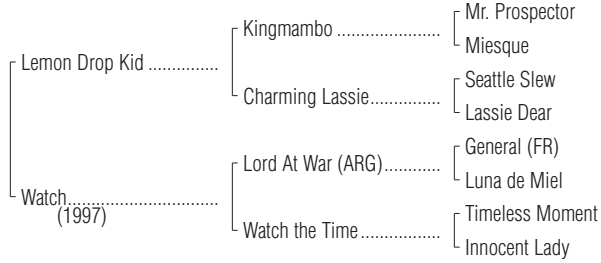 Mr. Prospector
Kingmambo ..................
Miesque
Lemon Drop Kid ...............
Seattle Slew
Charming Lassie...............
Lassie Dear
General (FR)
Lord At War (ARG)............
Luna de Miel
Watch................................
(1997)
Timeless Moment
Watch the Time.................
Innocent Lady